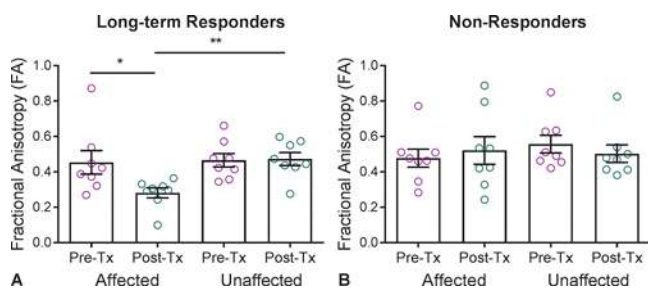 Long-term Responders
Fractional Anisotropy (FA)
1.0
0.8
0.6
0.4
0.2
0.0
*
**
Pre-Tx Post-Tx Pre-Tx Post-Tx
Affected Unaffected
A
Non-Responders
Fractional Anisotropy (FA)
1.0
0.8
0.6
0.4
0.2
0.0
Pre-Tx Post-Tx Pre-Tx Post-Tx
Affected Unaffected
B